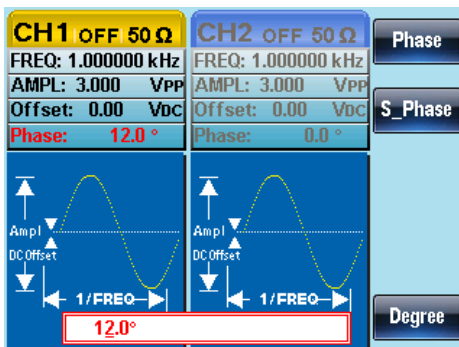 CH1 OFF 50 Ω
FREQ: 1.000000 kHz
AMPL: 3.000 VPP
Offset: 0.00 VDC
Phase: 12.0 °
CH2 OFF 50 Ω
FREQ: 1.000000 kHz
AMPL: 3.000 VPP
Offset: 0.00 VDC
Phase: 0.0 °
Phase
S_Phase
Degree
Ampl
DC Offset
1/FREQ
Ampl
DC Offset
1/FREQ
12.0°